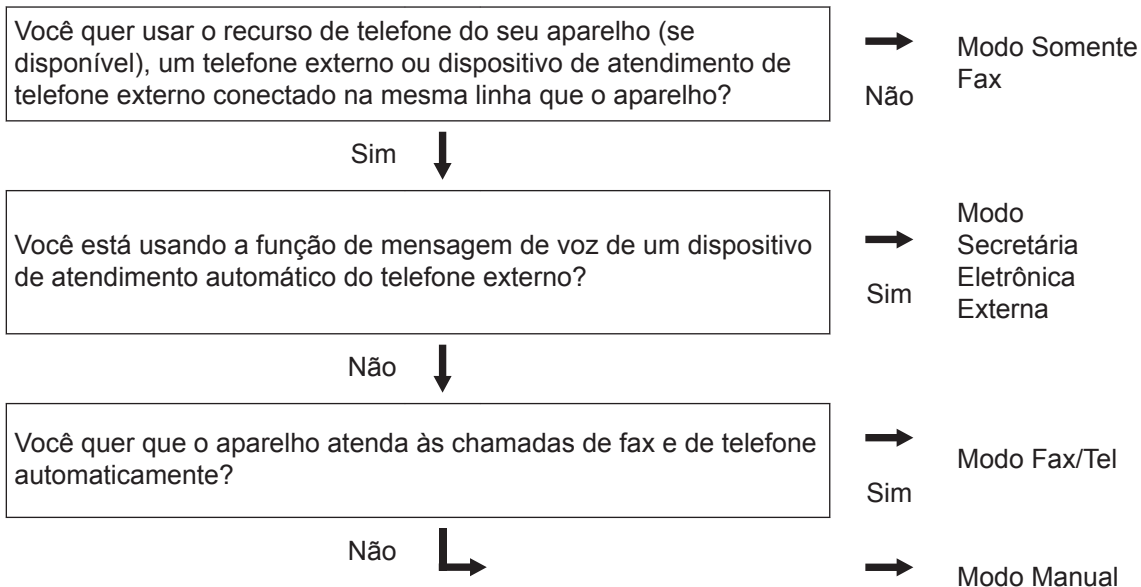 Você quer usar o recurso de telefone do seu aparelho (se
disponível), um telefone externo ou dispositivo de atendimento de
telefone externo conectado na mesma linha que o aparelho?
Não
Modo Somente
Fax
Sim
Você está usando a função de mensagem de voz de um dispositivo
de atendimento automático do telefone externo?
Sim
Modo
Secretária
Eletrônica
Externa
Não
Você quer que o aparelho atenda às chamadas de fax e de telefone
automaticamente?
Sim
Modo Fax/Tel
Não
Modo Manual